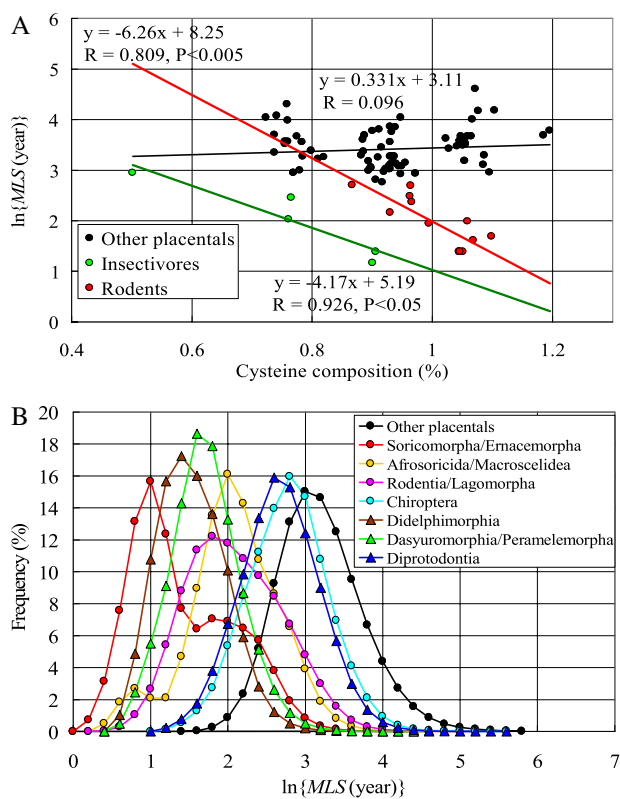 A
y = -6.26x + 8.25
R = 0.809, P<0.005
y = 0.331x + 3.11
R = 0.096
6
5
4
3
2
1
0
ln{MLS (year)}
Other placentals
Insectivores
Rodents
y = -4.17x + 5.19
R = 0.926, P<0.05
0.4 0.6 0.8 1 1.2
Cysteine composition (%)
B
20
18
16
14
12
10
8
6
4
2
0
Frequency (%)
Other placentals
Soricomorpha/Ernacemorpha
Afrosoricida/Macroscelidea
Rodentia/Lagomorpha
Chiroptera
Didelphimorphia
Dasyuromorphia/Peramelemorpha
Diprotodontia
0 1 2 3 4 5 6 7
ln{MLS (year)}